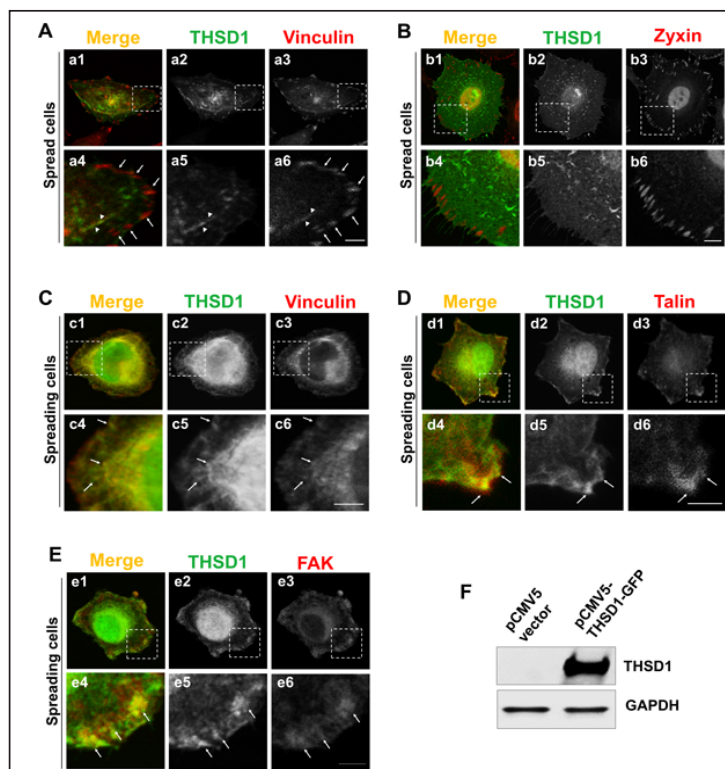 A
Merge THSD1 Vinculin
a1 a2 a3
a4 a5 a6
Spread cells
B
Merge THSD1 Zyxin
b1 b2 b3
b4 b5 b6
Spread cells
C
Merge THSD1 Vinculin
c1 c2 c3
c4 c5 c6
Spreading cells
D
Merge THSD1 Talin
d1 d2 d3
d4 d5 d6
Spreading cells
E
Merge THSD1 FAK
e1 e2 e3
e4 e5 e6
Spreading cells
F
pCMV5
vector
pCMV5-
THSD1-GFP
THSD1
GAPDH